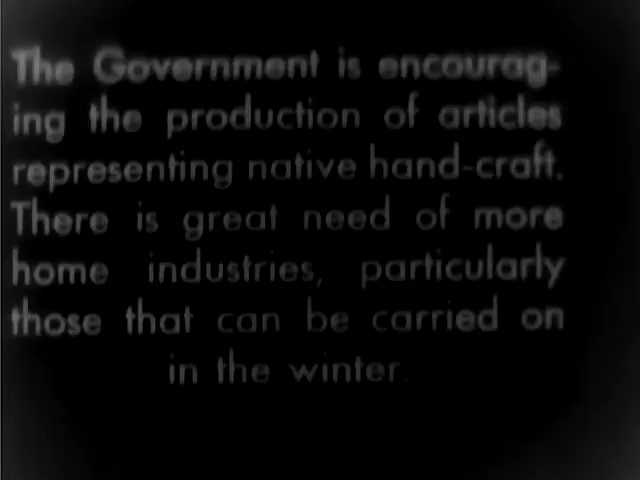 The Government is encourag-
ing the production of articles
representing native hand-craft.
There is great need of more
home industries, particularly
those that can be carried on
in the winter.